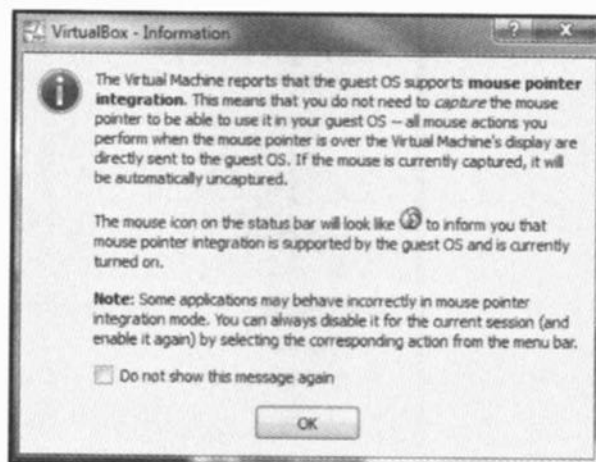 VirtualBox - Information
The Virtual Machine reports that the guest OS supports mouse pointer
integration. This means that you do not need to capture the mouse
pointer to be able to use it in your guest OS -- all mouse actions you
perform when the mouse pointer is over the Virtual Machine's display are
directly sent to the guest OS. If the mouse is currently captured, it will
be automatically uncaptured.
The mouse icon on the status bar will look like to inform you that
mouse pointer integration is supported by the guest OS and is currently
turned on.
Note: Some applications may behave incorrectly in mouse pointer
integration mode. You can always disable it for the current session (and
enable it again) by selecting the corresponding action from the menu bar.
Do not show this message again
OK